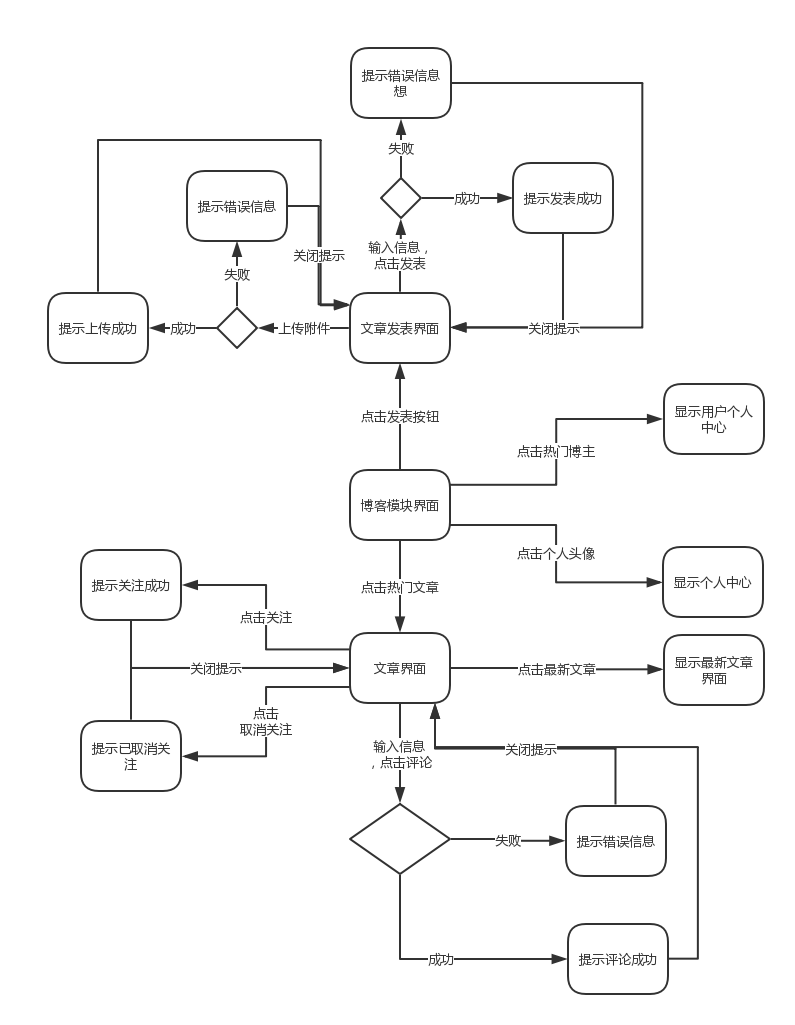 提示错误信息
想
失败
成功
提示发表成功
输入信息，
点击发表
提示错误信息
关闭提示
失败
提示上传成功
成功
上传附件
文章发表界面
关闭提示
点击发表按钮
显示用户个人
中心
点击热门博主
博客模块界面
点击个人头像
显示个人中心
点击热门文章
提示关注成功
点击关注
关闭提示
文章界面
点击最新文章
显示最新文章
界面
点击
取消关注
提示已取消关
注
输入信息
，点击评论
关闭提示
失败
提示错误信息
成功
提示评论成功